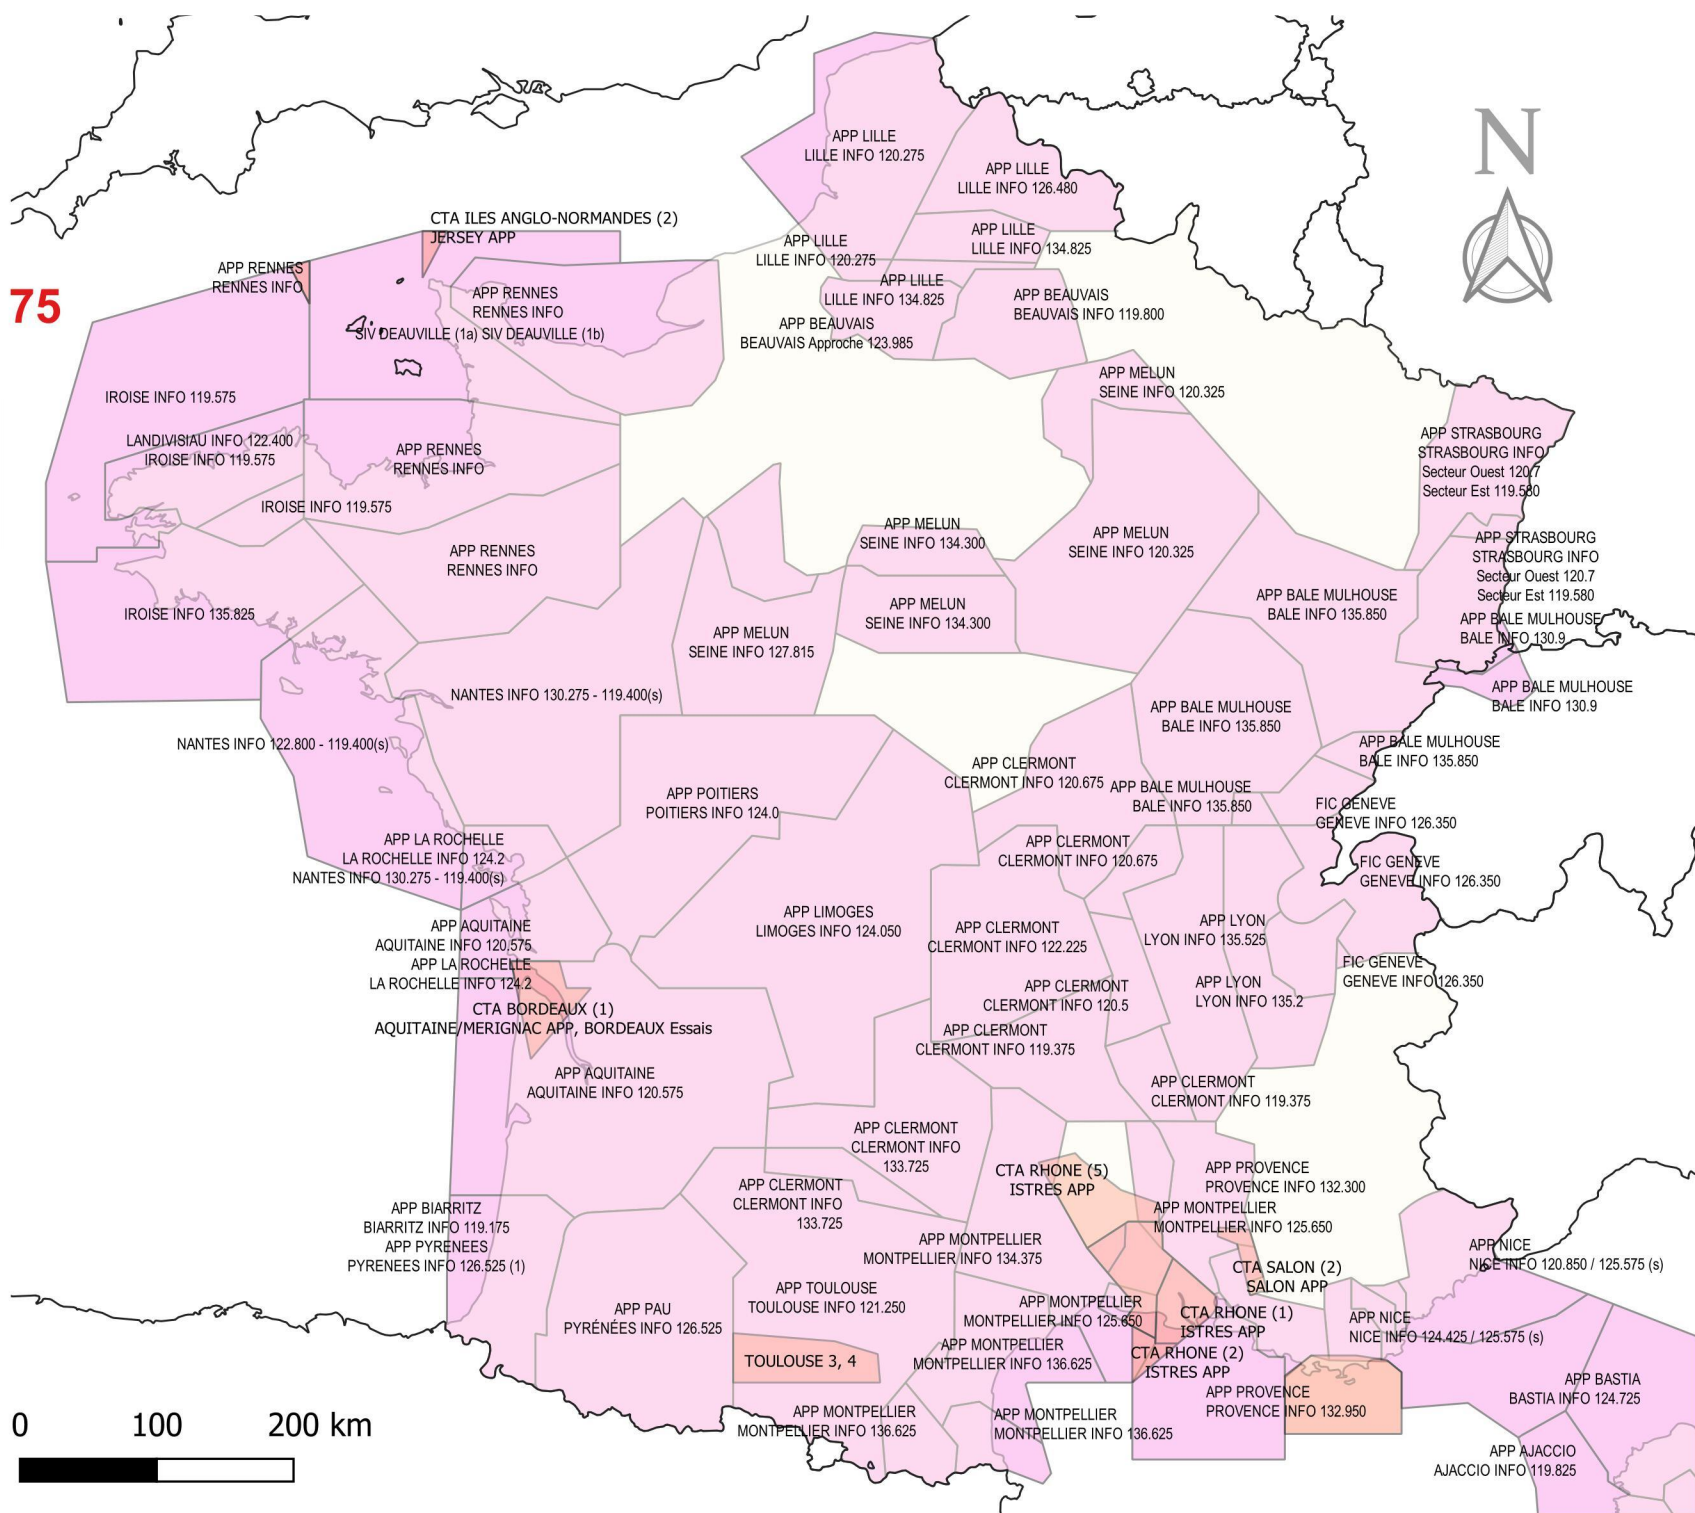 N
75
APP LILLE
LILLE INFO 120.275
APP LILLE
LILLE INFO 126.480
CTA ILES ANGLO-NORMANDES (2)
JERSEY APP
APP LILLE
LILLE INFO 134.825
APP LILLE
LILLE INFO 120.275
APP RENNES
RENNES INFO
APP LILLE
LILLE INFO 134.825
APP RENNES
RENNES INFO
SIV DEAUVILLE (1a) SIV DEAUVILLE (1b)
APP BEAUVAIS
BEAUVAIS INFO 119.800
APP BEAUVAIS
BEAUVAIS Approche 123.985
APP MELUN
SEINE INFO 120.325
IROISE INFO 119.575
LANDIVISIAU INFO 122.400
IROISE INFO 119.575
APP RENNES
RENNES INFO
APP STRASBOURG
STRASBOURG INFO
Secteur Ouest 120.7
Secteur Est 119.580
IROISE INFO 119.575
APP MELUN
SEINE INFO 134.300
APP MELUN
SEINE INFO 120.325
APP STRASBOURG
STRASBOURG INFO
Secteur Ouest 120.7
Secteur Est 119.580
APP RENNES
RENNES INFO
IROISE INFO 135.825
APP MELUN
SEINE INFO 134.300
APP BALE MULHOUSE
BALE INFO 135.850
APP BALE MULHOUSE
BALE INFO 130.9
APP MELUN
SEINE INFO 127.815
NANTES INFO 130.275 - 119.400(s)
APP BALE MULHOUSE
BALE INFO 130.9
APP BALE MULHOUSE
BALE INFO 135.850
NANTES INFO 122.800 - 119.400(s)
APP BALE MULHOUSE
BALE INFO 135.850
APP CLERMONT
CLERMONT INFO 120.675
APP BALE MULHOUSE
BALE INFO 135.850
APP POITIERS
POITIERS INFO 124.0
FIC GENEVE
GENEVE INFO 126.350
APP LA ROCHELLE
LA ROCHELLE INFO 124.2
NANTES INFO 130.275 - 119.400(s)
APP CLERMONT
CLERMONT INFO 120.675
FIC GENEVE
GENEVE INFO 126.350
APP AQUITAINE
AQUITAINE INFO 120.575
APP LA ROCHELLE
LA ROCHELLE INFO 124.2
APP LIMOGES
LIMOGES INFO 124.050
APP CLERMONT
CLERMONT INFO 122.225
APP LYON
LYON INFO 135.525
FIC GENEVE
GENEVE INFO 126.350
APP CLERMONT
CLERMONT INFO 120.5
APP LYON
LYON INFO 135.2
CTA BORDEAUX (1)
AQUITAINE/MERIGNAC APP, BORDEAUX Essais
APP CLERMONT
CLERMONT INFO 119.375
APP AQUITAINE
AQUITAINE INFO 120.575
APP CLERMONT
CLERMONT INFO 119.375
APP CLERMONT
CLERMONT INFO
133.725
CTA RHONE (5)
ISTRES APP
APP PROVENCE
PROVENCE INFO 132.300
APP CLERMONT
CLERMONT INFO
133.725
APP BIARRITZ
BIARRITZ INFO 119.175
APP PYRENEES
PYRENEES INFO 126.525 (1)
APP MONTPELLIER
MONTPELLIER INFO 125.650
APP MONTPELLIER
MONTPELLIER INFO 134.375
APP NICE
NICE INFO 120.850 / 125.575 (s)
CTA SALON (2)
SALON APP
APP TOULOUSE
TOULOUSE INFO 121.250
APP PAU
PYRÉNÉES INFO 126.525
APP MONTPELLIER
MONTPELLIER INFO 125.650
CTA RHONE (1)
ISTRES APP
APP NICE
NICE INFO 124.425 / 125.575 (s)
APP MONTPELLIER
MONTPELLIER INFO 136.625
CTA RHONE (2)
ISTRES APP
TOULOUSE 3, 4
APP PROVENCE
PROVENCE INFO 132.950
APP BASTIA
BASTIA INFO 124.725
APP MONTPELLIER
MONTPELLIER INFO 136.625
APP MONTPELLIER
MONTPELLIER INFO 136.625
APP AJACCIO
AJACCIO INFO 119.825
0 100 200 km